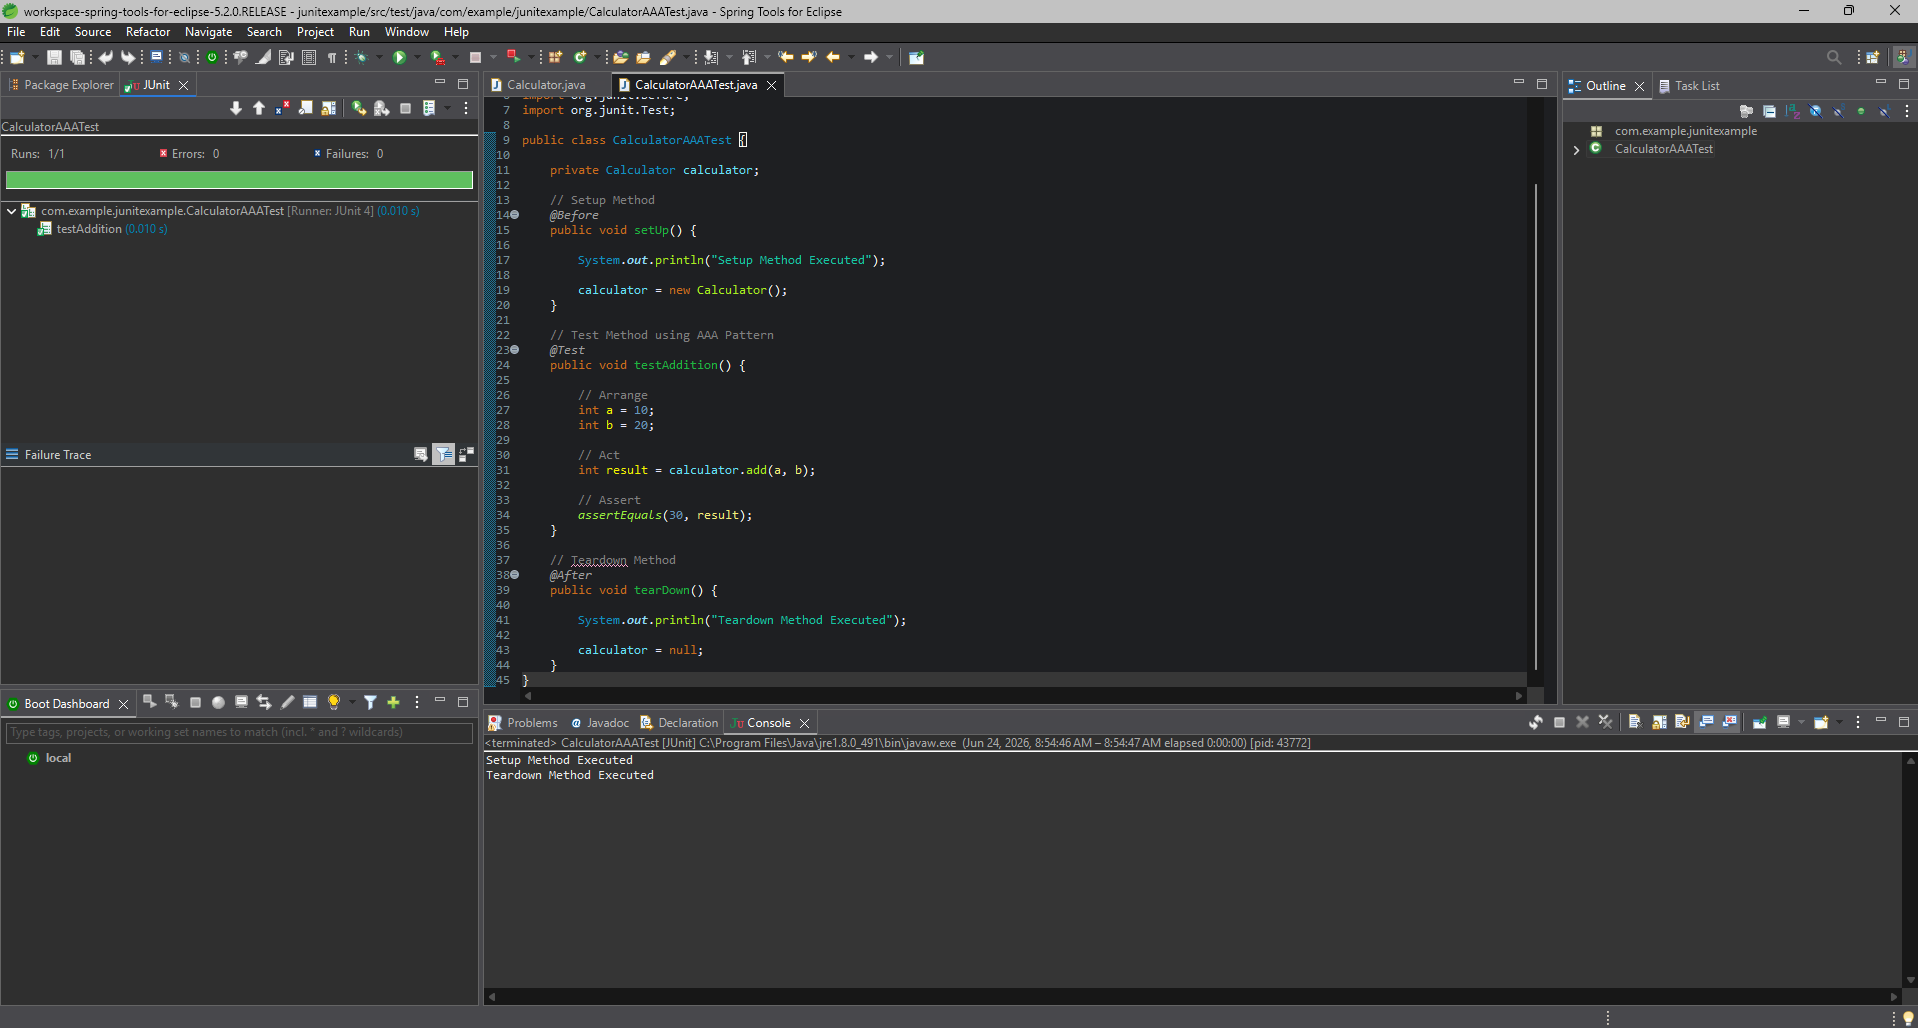 workspace-spring-tools-for-eclipse-5.2.0.RELEASE - junitexample/src/test/java/com/example/junitexample/CalculatorAAATest.java - Spring Tools for Eclipse
File Edit Source Refactor Navigate Search Project Run Window Help
Package Explorer JUnit
CalculatorAAATest
Runs: 1/1 Errors: 0 Failures: 0
com.example.junitexample.CalculatorAAATest [Runner: JUnit 4] (0.010 s)
testAddition (0.010 s)
Failure Trace
Boot Dashboard
Type tags, projects, or working set names to match (incl. * and ? wildcards)
local
Calculator.java CalculatorAAATest.java
6 import org.junit.Before;
7 import org.junit.Test;
8
9 public class CalculatorAAATest {
10
11 private Calculator calculator;
12
13 // Setup Method
14 @Before
15 public void setUp() {
16
17 System.out.println("Setup Method Executed");
18
19 calculator = new Calculator();
20 }
21
22 // Test Method using AAA Pattern
23 @Test
24 public void testAddition() {
25
26 // Arrange
27 int a = 10;
28 int b = 20;
29
30 // Act
31 int result = calculator.add(a, b);
32
33 // Assert
34 assertEquals(30, result);
35 }
36
37 // Teardown Method
38 @After
39 public void tearDown() {
40
41 System.out.println("Teardown Method Executed");
42
43 calculator = null;
44 }
45 }
Outline Task List
com.example.junitexample
CalculatorAAATest
Problems Javadoc Declaration Console
<terminated> CalculatorAAATest [JUnit] C:\Program Files\Java\jre1.8.0_491\bin\javaw.exe (Jun 24, 2026, 8:54:46 AM – 8:54:47 AM elapsed 0:00:00) [pid: 43772]
Setup Method Executed
Teardown Method Executed